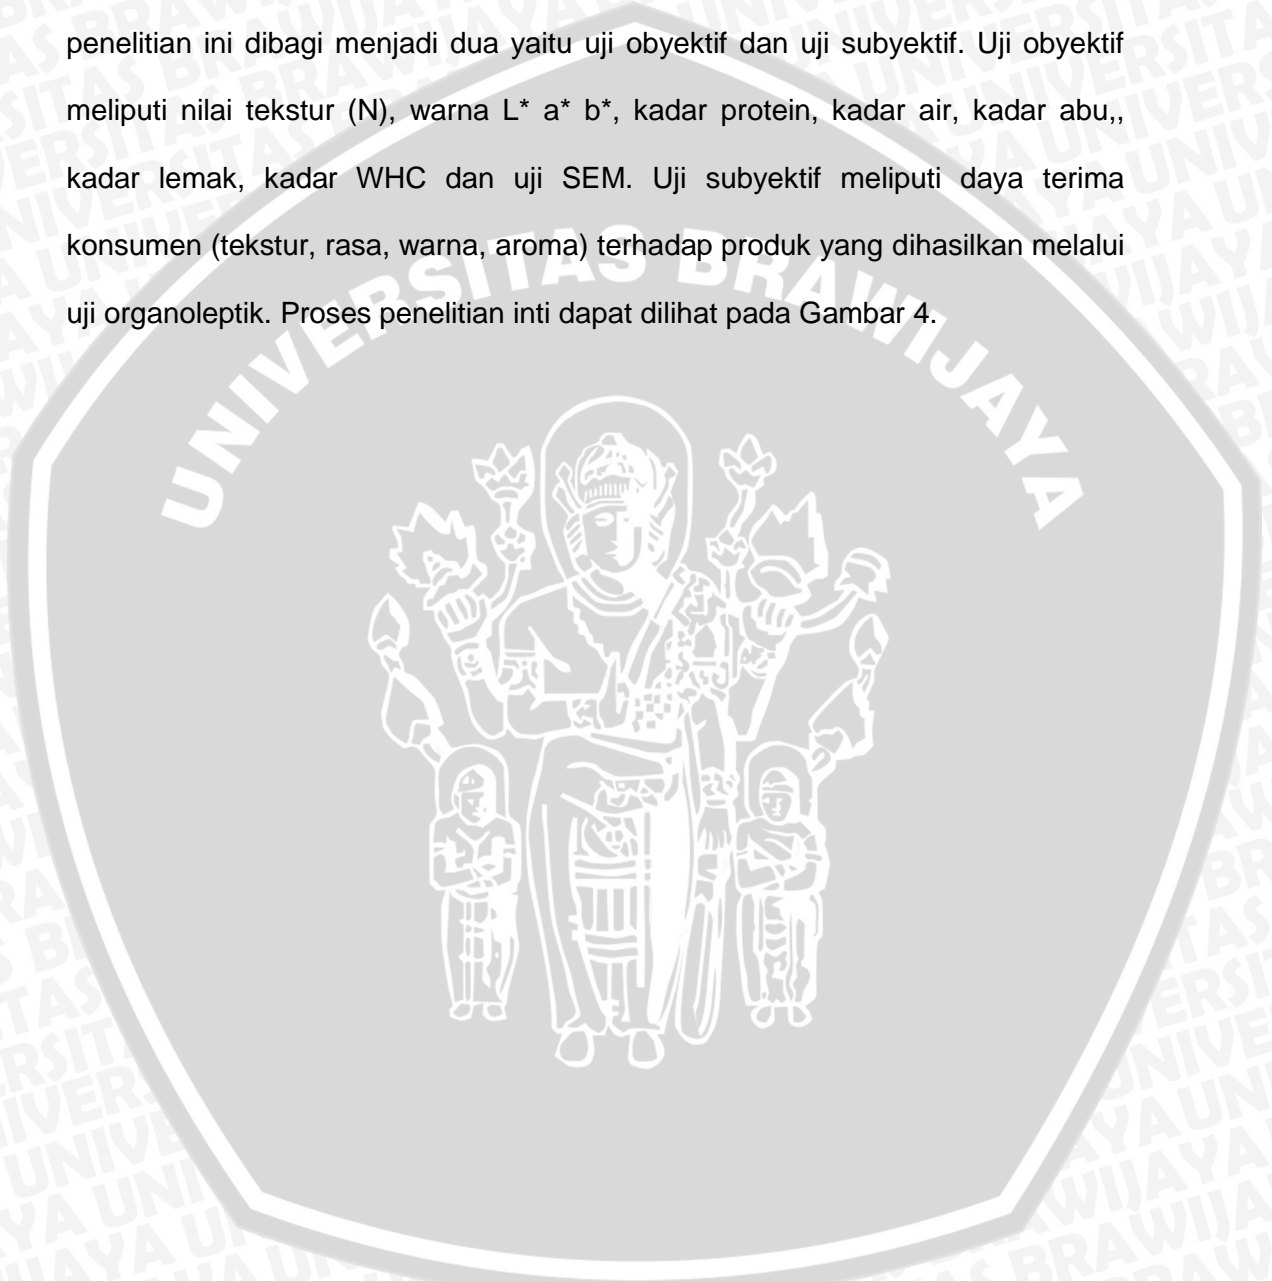 penelitian ini dibagi menjadi dua yaitu uji obyektif dan uji subyektif. Uji obyektif
meliputi nilai tekstur (N), warna L* a* b*, kadar protein, kadar air, kadar abu,,
kadar lemak, kadar WHC dan uji SEM. Uji subyektif meliputi daya terima
konsumen (tekstur, rasa, warna, aroma) terhadap produk yang dihasilkan melalui
uji organoleptik. Proses penelitian inti dapat dilihat pada Gambar 4.
UNIVERSITAS BRAWIJAYA